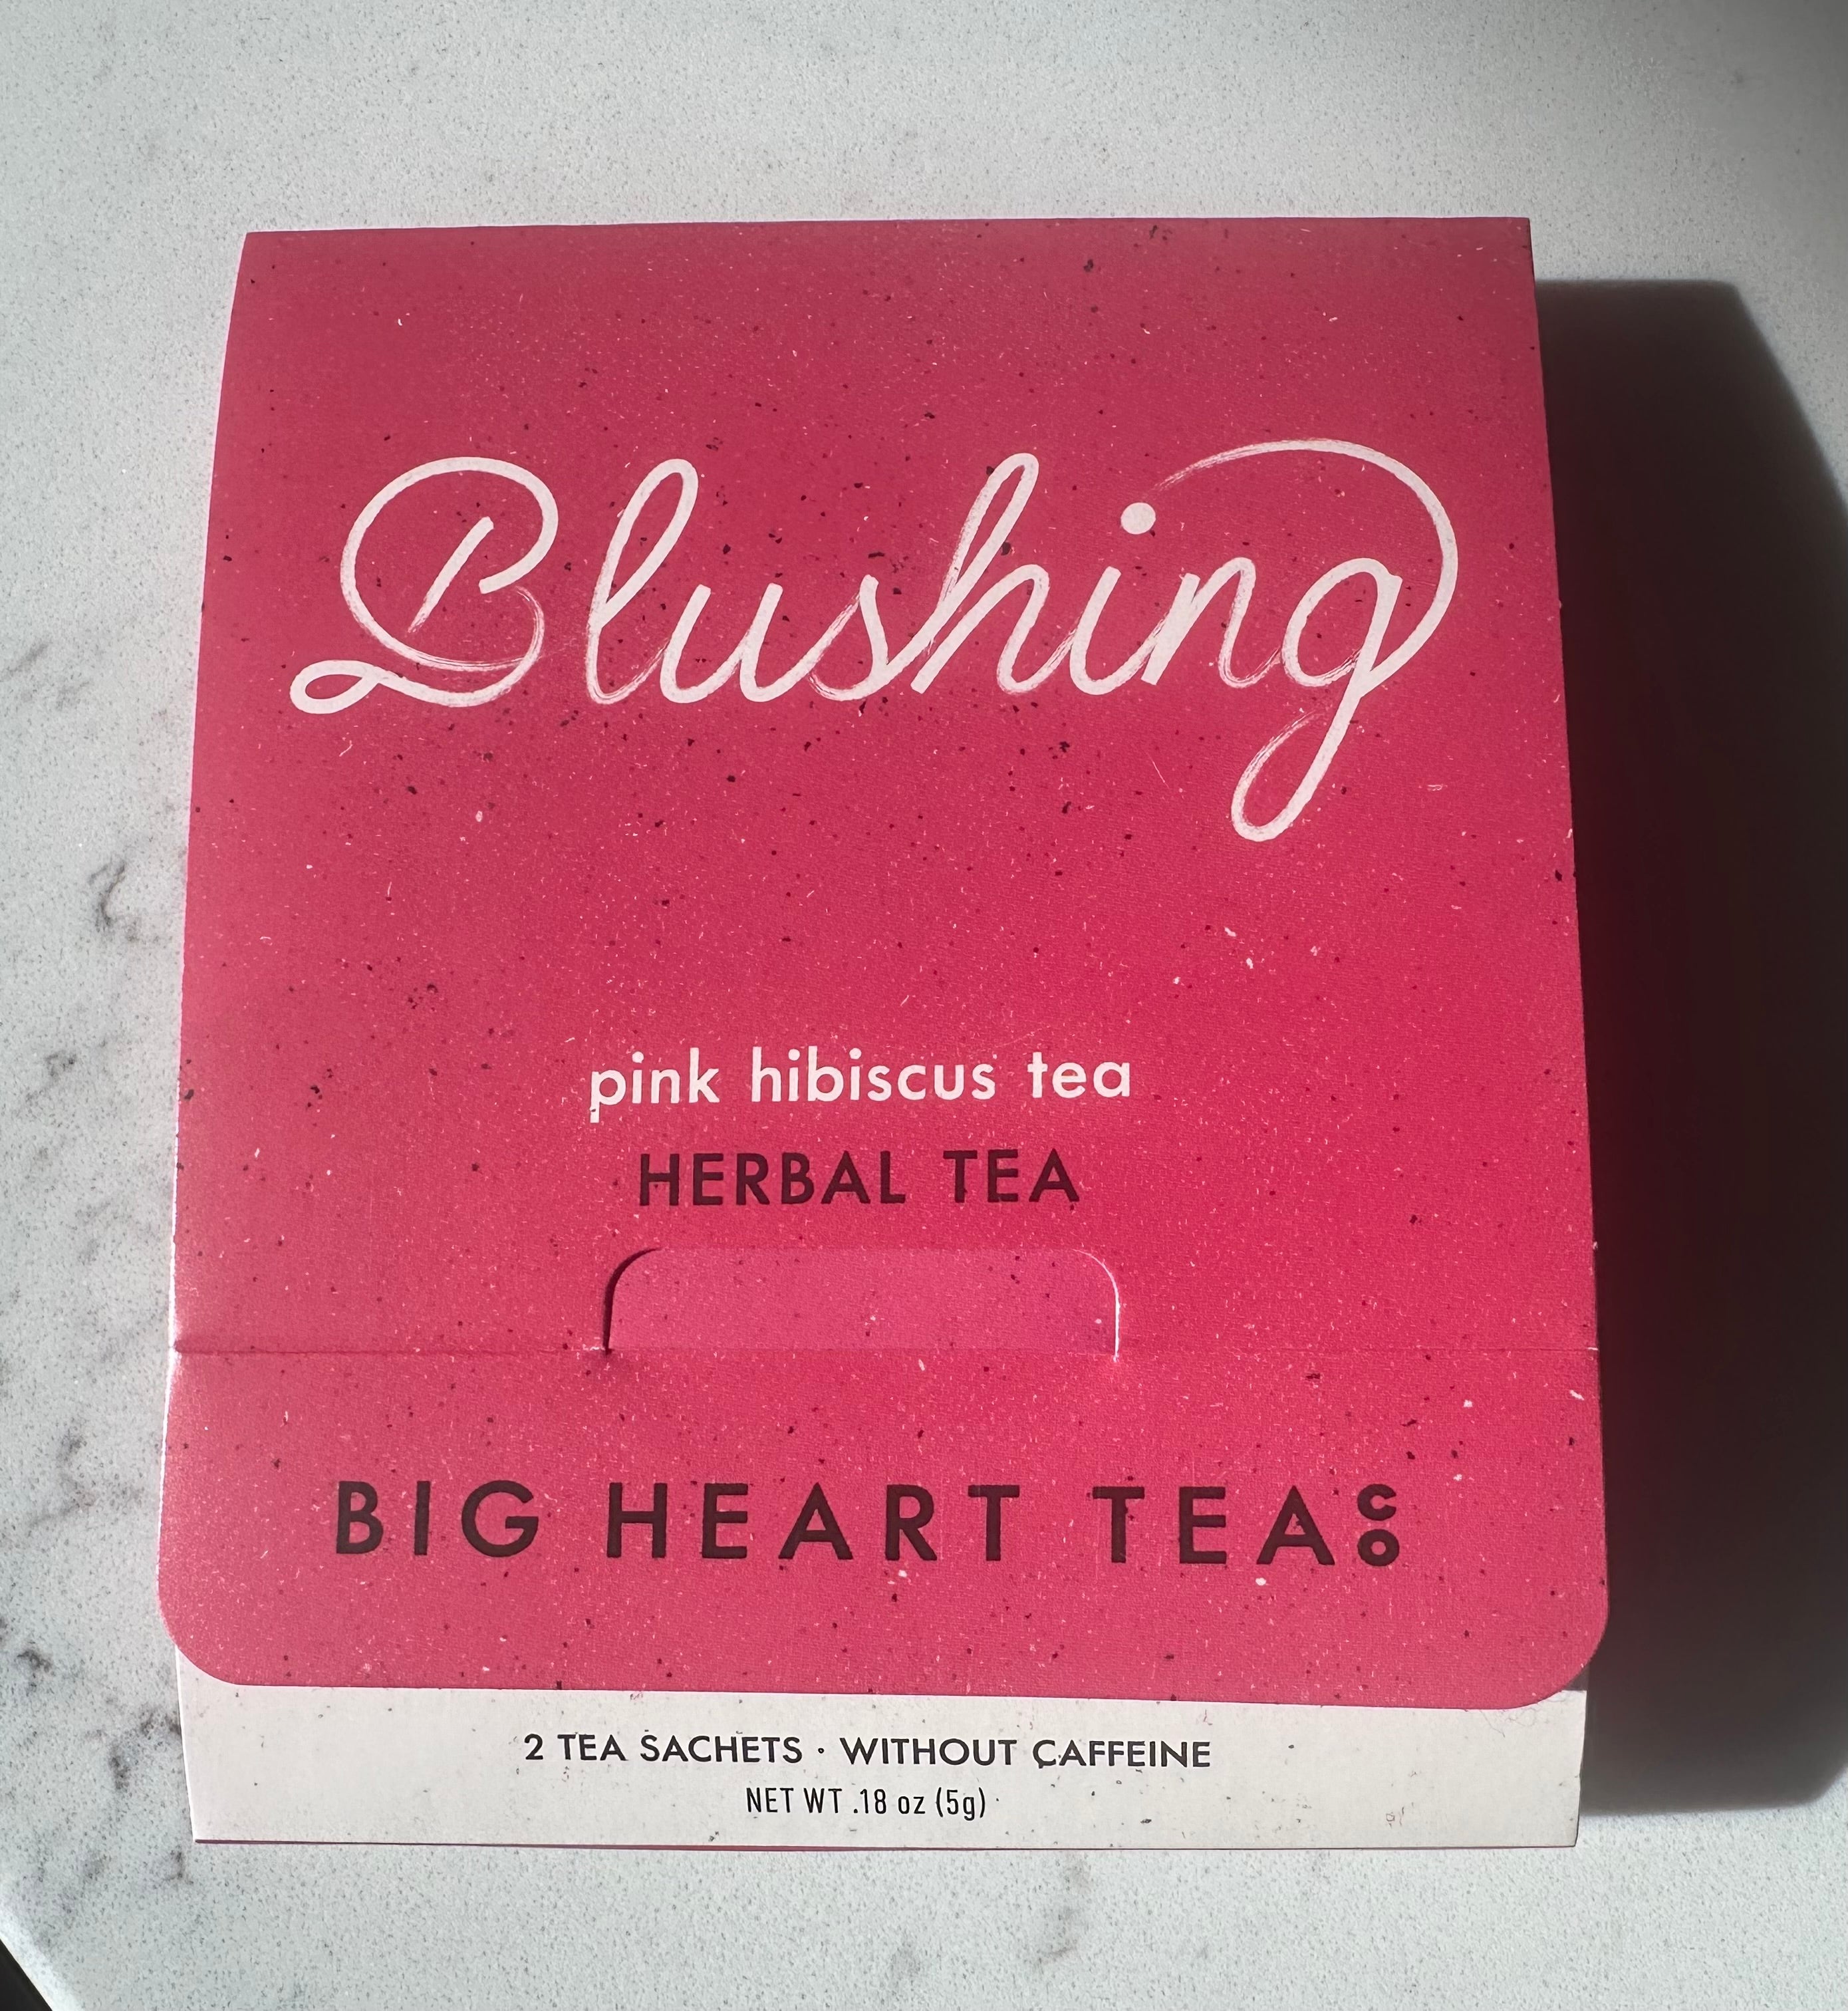 Blushing
pink hibiscus tea
HERBAL TEA
BIG HEART TEA CO
2 TEA SACHETS · WITHOUT CAFFEINE
NET WT .18 oz (5g)